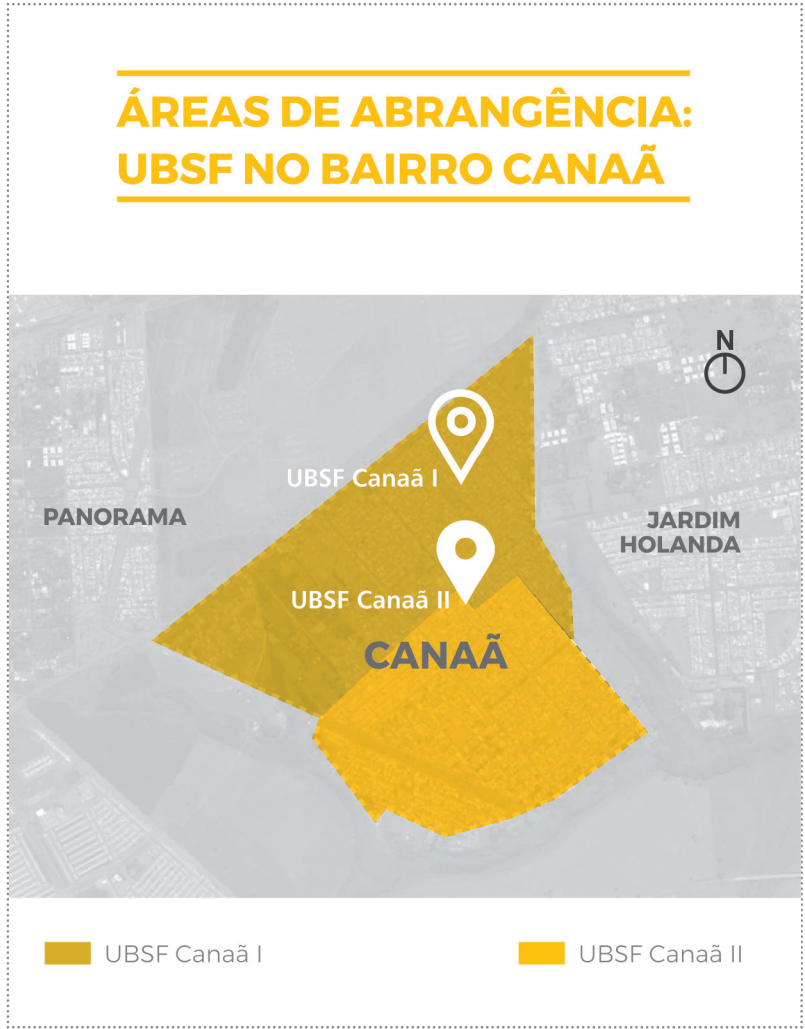 ÁREAS DE ABRANGÊNCIA:
UBSF NO BAIRRO CANAÃ
N
UBSF Canaã I
PANORAMA
JARDIM
HOLANDA
UBSF Canaã II
CANAÃ
UBSF Canaã I
UBSF Canaã II